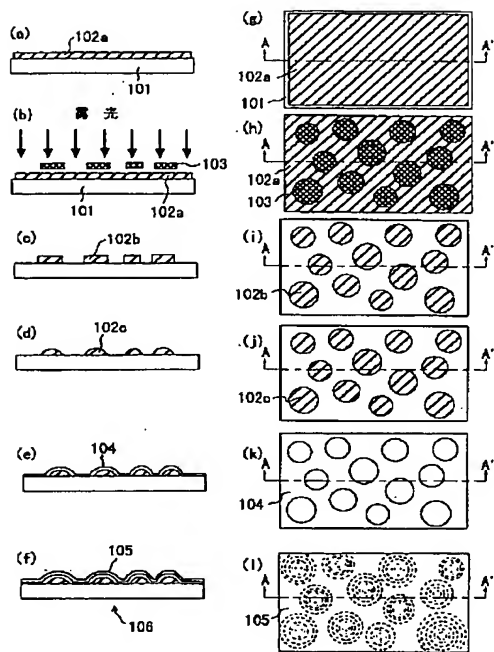 (a)
102a
101
(b)
露 光
103
101
102a
(c)
102b
(d)
102c
(e)
104
(f)
105
106
(g)
A
A'
102a
101
(h)
A
A'
102a
103
(i)
A
A'
102b
(j)
A
A'
102c
(k)
A
A'
104
(l)
A
A'
105